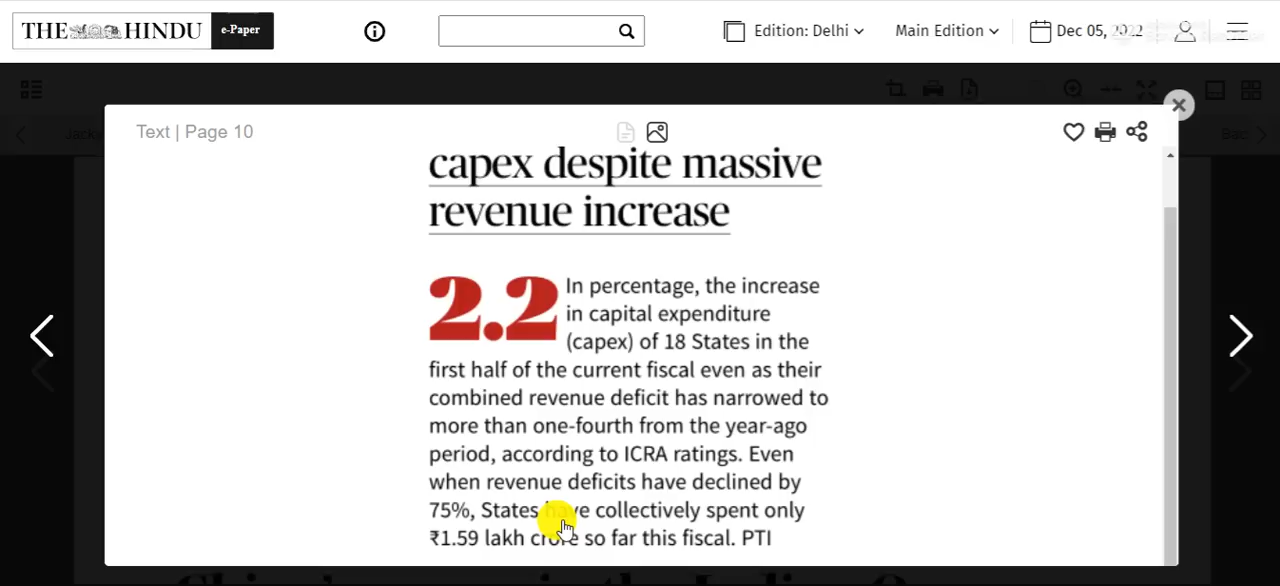 THE HINDU e-Paper
Edition: Delhi
Main Edition
Dec 05, 2022
Jacky
Text | Page 10
capex despite massive
revenue increase
2.2 In percentage, the increase
in capital expenditure
(capex) of 18 States in the
first half of the current fiscal even as their
combined revenue deficit has narrowed to
more than one-fourth from the year-ago
period, according to ICRA ratings. Even
when revenue deficits have declined by
75%, States have collectively spent only
₹1.59 lakh crore so far this fiscal. PTI